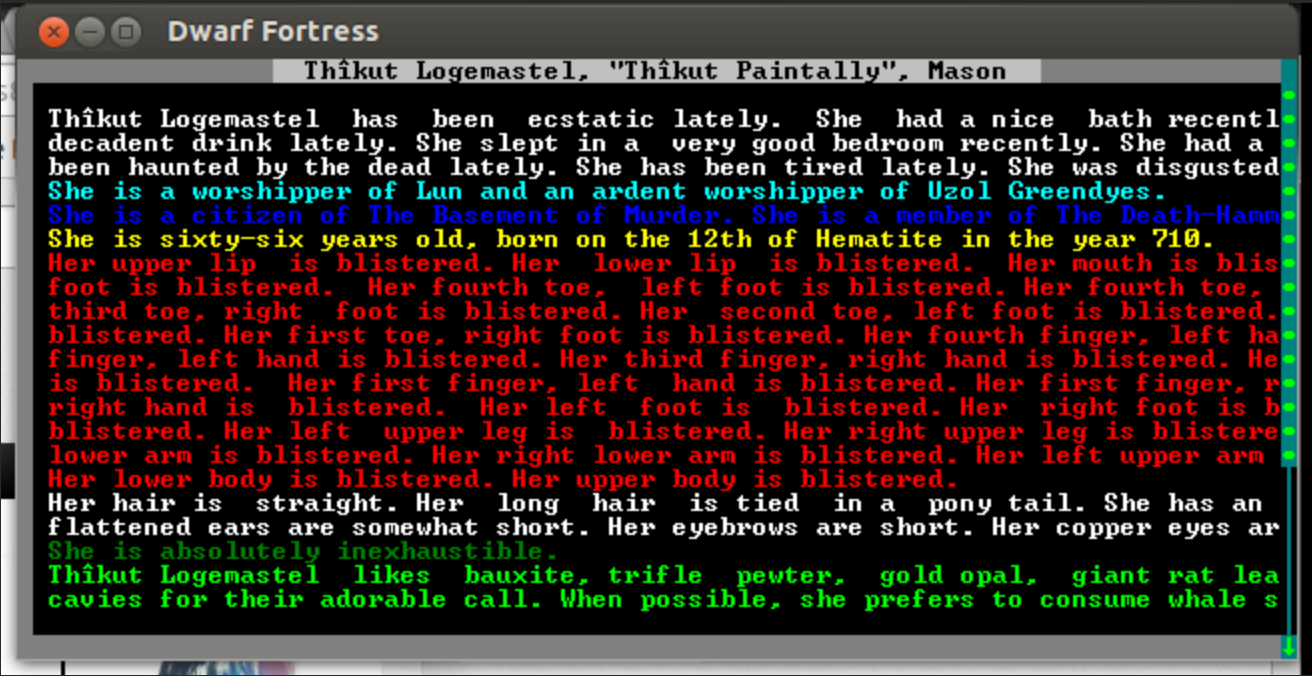 Dwarf Fortress
Thîkut Logemastel, "Thîkut Paintally", Mason
Thîkut Logemastel has been ecstatic lately. She had a nice bath recentl
decadent drink lately. She slept in a very good bedroom recently. She had a
been haunted by the dead lately. She has been tired lately. She was disgusted
She is a worshipper of Lun and an ardent worshipper of Uzol Greendyes.
She is a citizen of The Basement of Murder. She is a member of The Death-Hamm
She is sixty-six years old, born on the 12th of Hematite in the year 710.
Her upper lip is blistered. Her lower lip is blistered. Her mouth is blis
foot is blistered. Her fourth toe, left foot is blistered. Her fourth toe,
third toe, right foot is blistered. Her second toe, left foot is blistered.
blistered. Her first toe, right foot is blistered. Her fourth finger, left ha
finger, left hand is blistered. Her third finger, right hand is blistered. He
is blistered. Her first finger, left hand is blistered. Her first finger, r
right hand is blistered. Her left foot is blistered. Her right foot is b
blistered. Her left upper leg is blistered. Her right upper leg is blistere
lower arm is blistered. Her right lower arm is blistered. Her left upper arm
Her lower body is blistered. Her upper body is blistered.
Her hair is straight. Her long hair is tied in a pony tail. She has an
flattened ears are somewhat short. Her eyebrows are short. Her copper eyes ar
She is absolutely inexhaustible.
Thîkut Logemastel likes bauxite, trifle pewter, gold opal, giant rat lea
cavies for their adorable call. When possible, she prefers to consume whale s